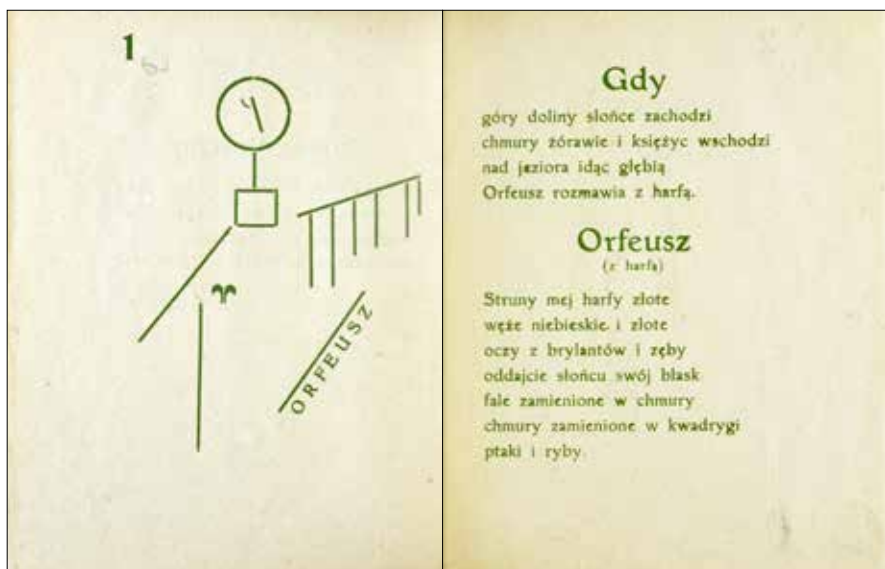 1
ORFEUSZ
Gdy
góry doliny słońce zachodzi
chmury żórawie i księżyc wschodzi
nad jeziora idąc głębią
Orfeusz rozmawia z harfą.
Orfeusz
(z harfą)
Struny mej harfy złote
węże niebieskie i złote
oczy z brylantów i zęby
oddajcie słońcu swój blask
fale zamienione w chmury
chmury zamienione w kwadrygi
ptaki i ryby.